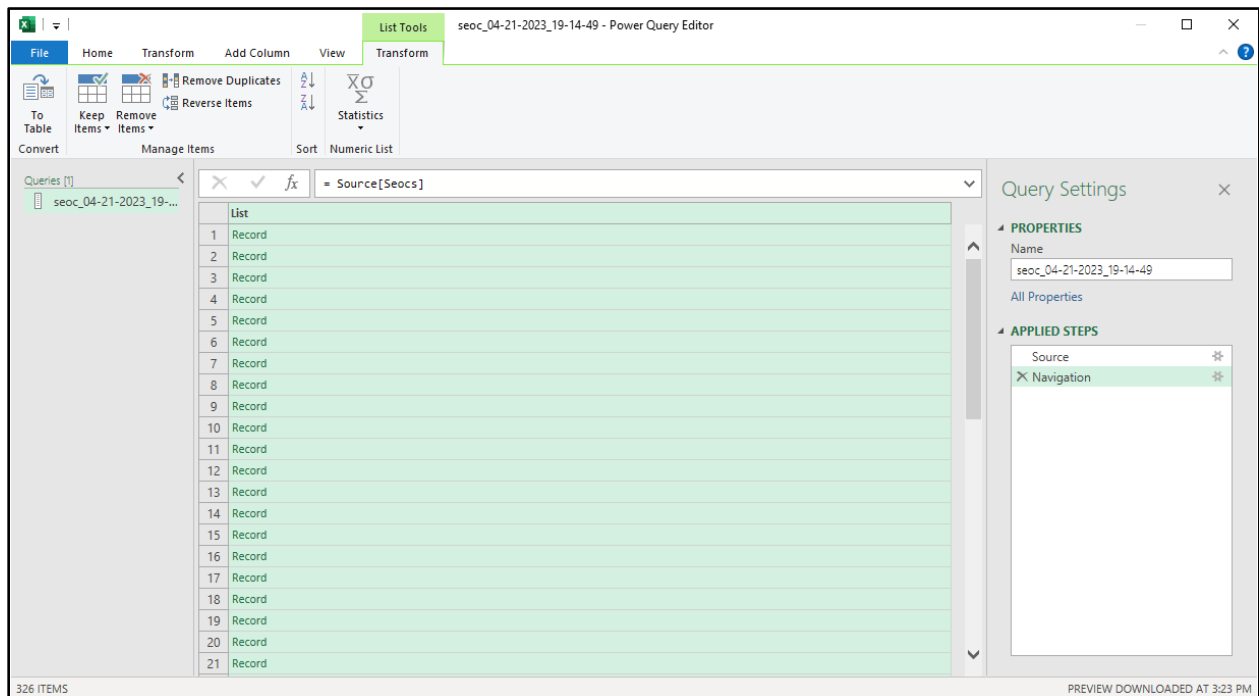 List Tools
seoc_04-21-2023_19-14-49 - Power Query Editor
File Home Transform Add Column View Transform
To Table
Keep Items
Remove Items
Remove Duplicates
Reverse Items
Statistics
Convert Manage Items Sort Numeric List
Queries [1]
seoc_04-21-2023_19-...
fx = Source[Seocs]
List
1 Record
2 Record
3 Record
4 Record
5 Record
6 Record
7 Record
8 Record
9 Record
10 Record
11 Record
12 Record
13 Record
14 Record
15 Record
16 Record
17 Record
18 Record
19 Record
20 Record
21 Record
Query Settings
PROPERTIES
Name
seoc_04-21-2023_19-14-49
All Properties
APPLIED STEPS
Source
Navigation
326 ITEMS
PREVIEW DOWNLOADED AT 3:23 PM